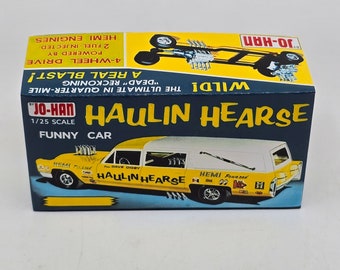 JO-HAN
WILD!
THE ULTIMATE IN QUARTER-MILE
"DEAD" RECKONING
A REAL BLAST!
4-WHEEL DRIVE
POWERED BY
2 FUEL INJECTED
HEMI ENGINES
JO-HAN
1/25 SCALE
HAULIN HEARSE
FUNNY CAR
HEMI
HAULIN HEARSE
HEMI